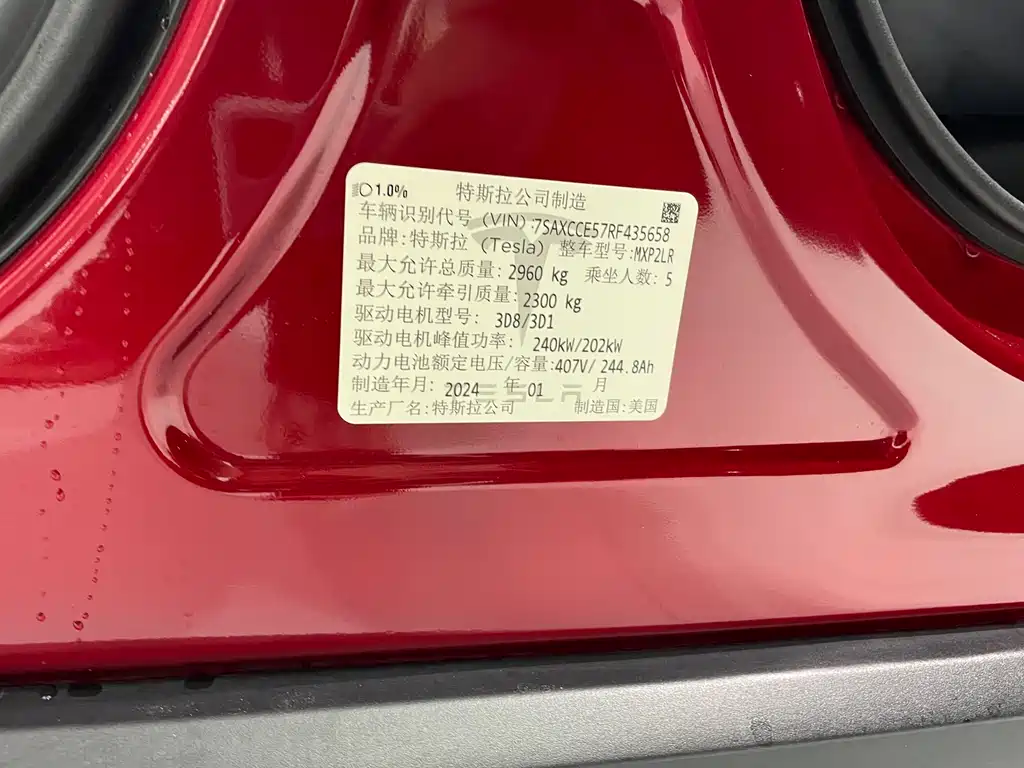 1.0%
特斯拉公司制造
车辆识别代号 (VIN):7SAXCCE57RF435658
品牌:特斯拉 (Tesla) 整车型号:MXP2LR
最大允许总质量:2960 kg 乘坐人数: 5
最大允许牵引质量:2300 kg
驱动电机型号: 3D8/3D1
驱动电机峰值功率: 240kW/202kW
动力电池额定电压/容量:407V/ 244.8Ah
制造年月: 2024 年 01 月
TESLA
生产厂名:特斯拉公司 制造国:美国